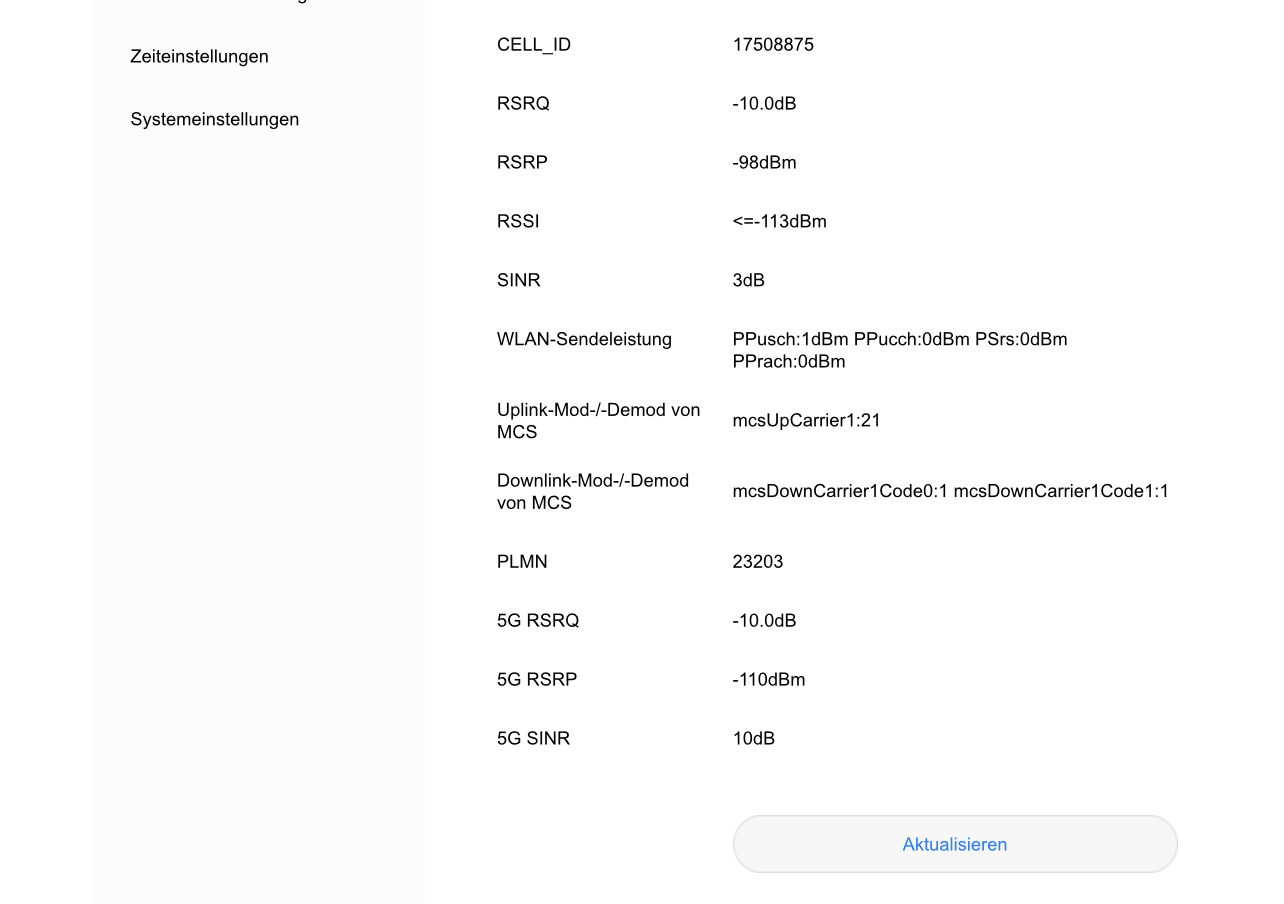 Zeiteinstellungen
Systemeinstellungen
CELL_ID 17508875
RSRQ -10.0dB
RSRP -98dBm
RSSI <=-113dBm
SINR 3dB
WLAN-Sendeleistung PPusch:1dBm PPucch:0dBm PSrs:0dBm
PPrach:0dBm
Uplink-Mod-/-Demod von
MCS
mcsUpCarrier1:21
Downlink-Mod-/-Demod
von MCS
mcsDownCarrier1Code0:1 mcsDownCarrier1Code1:1
PLMN 23203
5G RSRQ -10.0dB
5G RSRP -110dBm
5G SINR 10dB
Aktualisieren